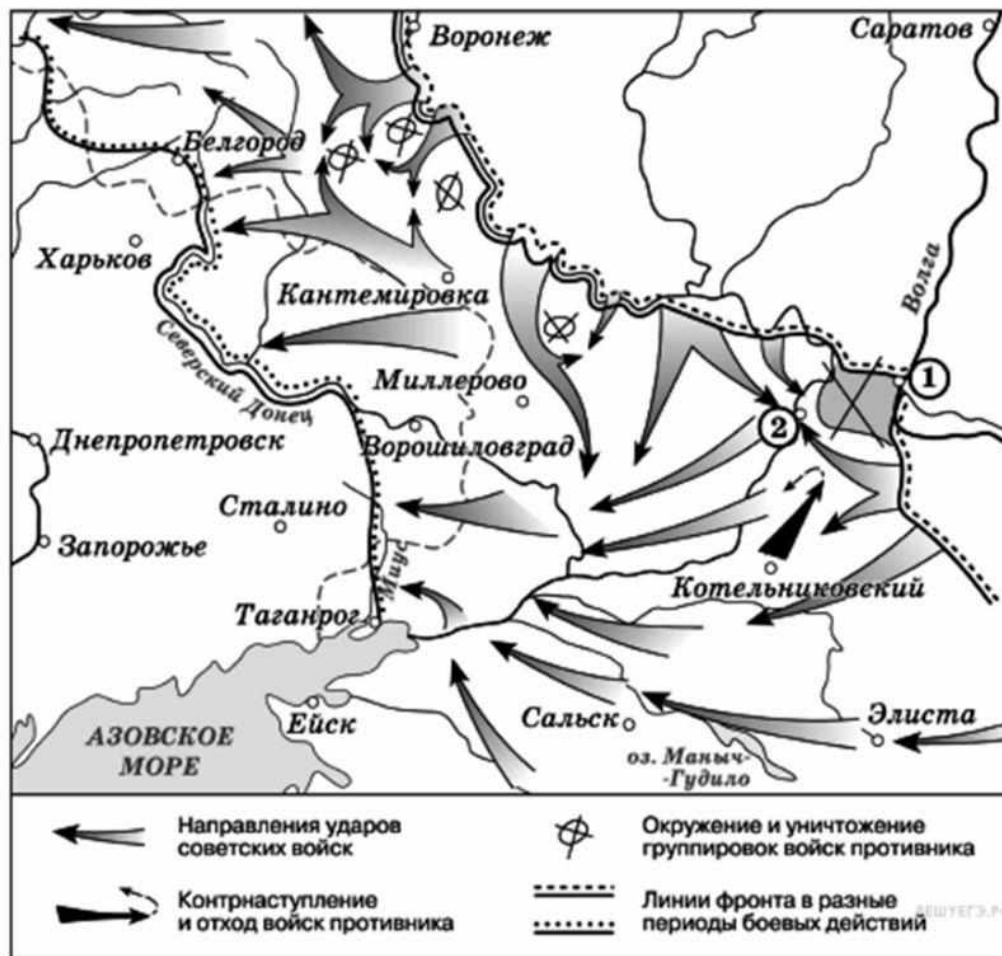 Воронеж
Саратов
Белгород
Волга
Харьков
Кантемировка
Северский Донец
Миллерово
1
2
Днепропетровск
Ворошиловград
Сталино
Запорожье
Миус
Котельниковский
Таганрог
Ейск
Сальск
Элиста
АЗОВСКОЕ
МОРЕ
оз. Маныч-
-Гудило
Направления ударов
советских войск
Окружение и уничтожение
группировок войск противника
Контрнаступление
и отход войск противника
Линии фронта в разные
периоды боевых действий